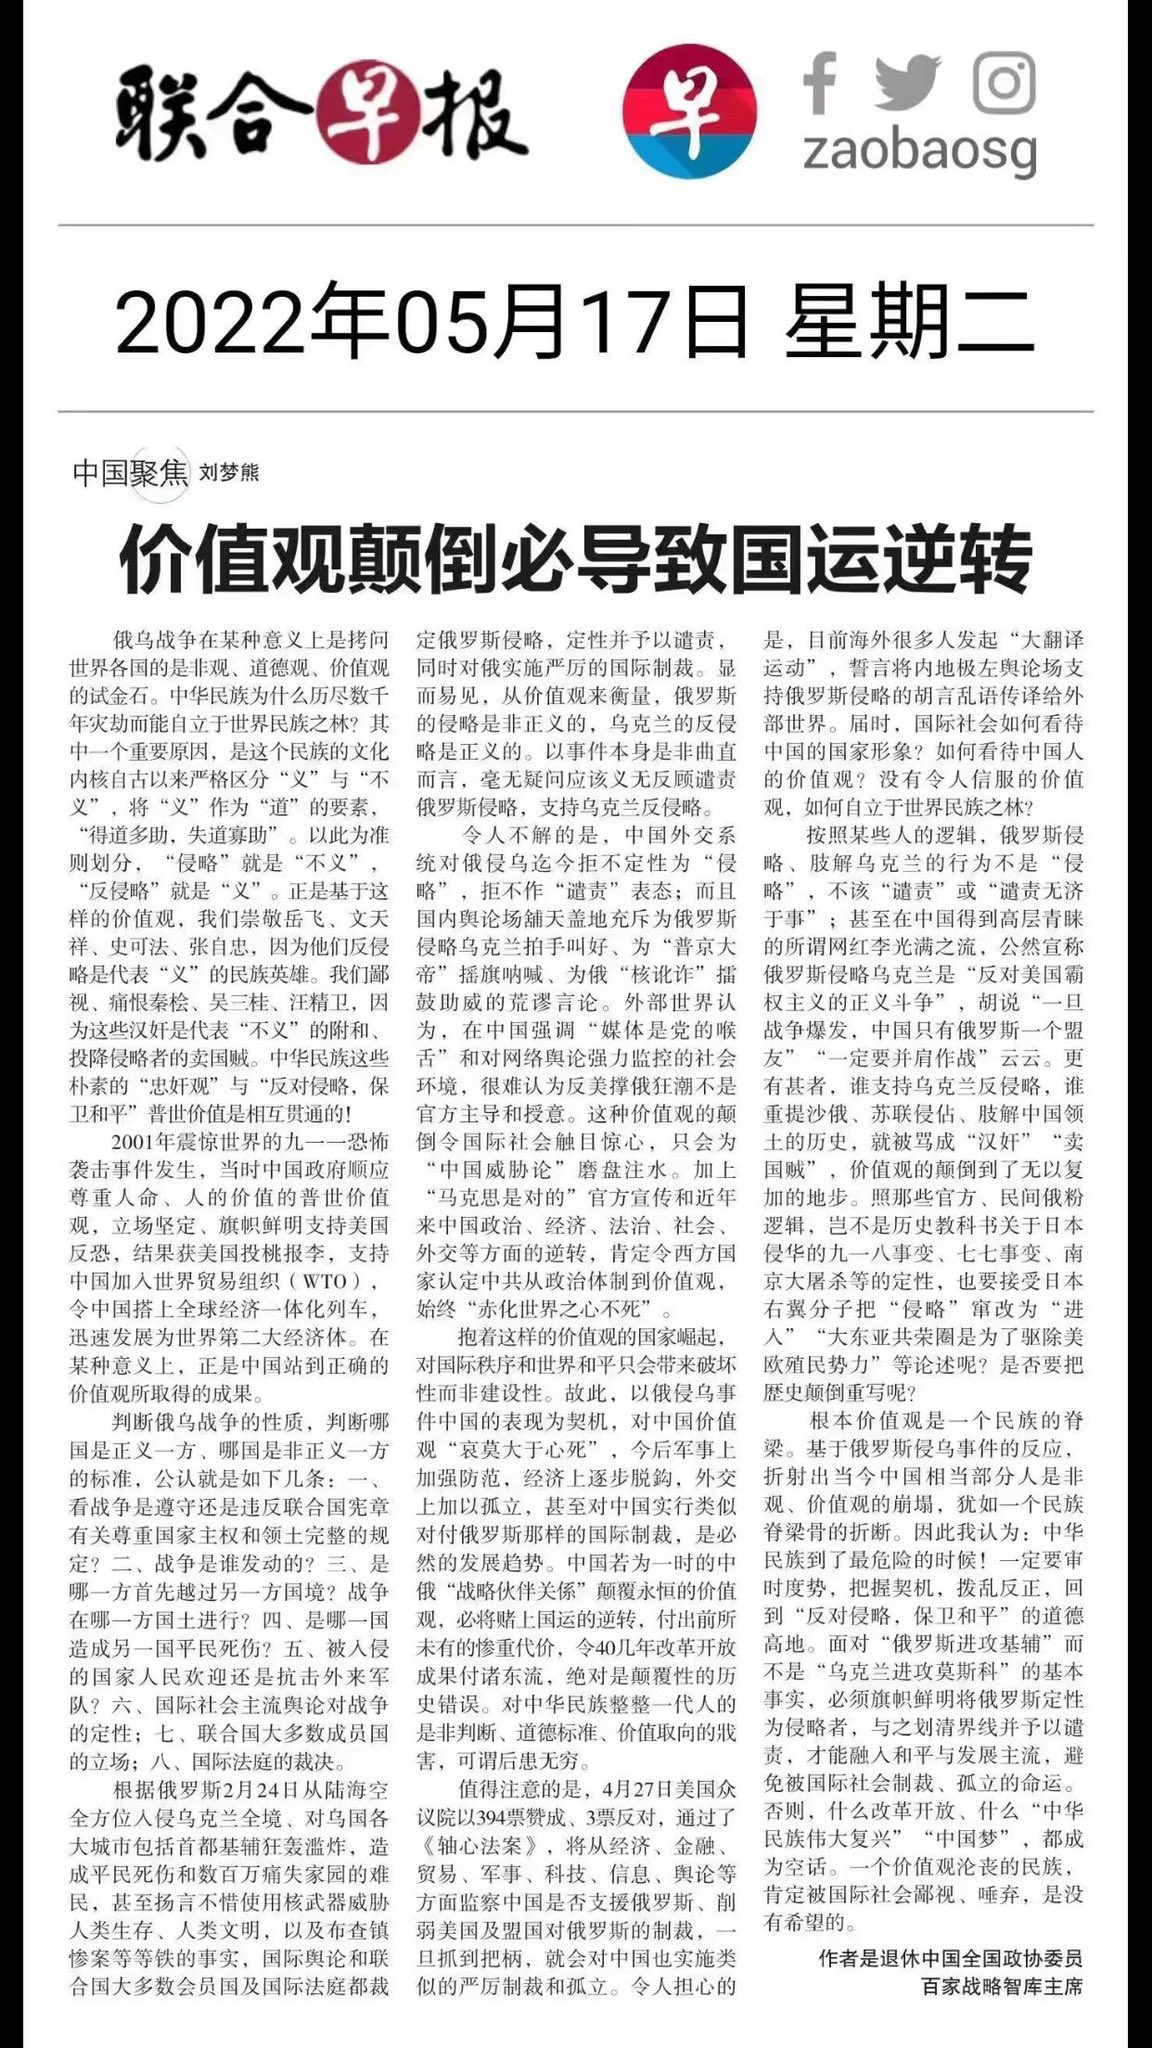 联合早报
早
zaobaosg
2022年05月17日 星期二
中国聚焦 刘梦熊
价值观颠倒必导致国运逆转
俄乌战争在某种意义上是拷问
世界各国的是非观、道德观、价值观
的试金石。中华民族为什么历尽数千
年灾劫而能自立于世界民族之林？其
中一个重要原因，是这个民族的文化
内核自古以来严格区分“义”与“不
义”，将“义”作为“道”的要素，
“得道多助，失道寡助”。以此为准
则划分，“侵略”就是“不义”，
“反侵略”就是“义”。正是基于这
样的价值观，我们崇敬岳飞、文天
祥、史可法、张自忠，因为他们反侵
略是代表“义”的民族英雄。我们鄙
视、痛恨秦桧、吴三桂、汪精卫，因
为这些汉奸是代表“不义”的附和、
投降侵略者的卖国贼。中华民族这些
朴素的“忠奸观”与“反对侵略，保
卫和平”普世价值是相互贯通的！
2001年震惊世界的九一一恐怖
袭击事件发生，当时中国政府顺应
尊重人命、人的价值的普世价值
观，立场坚定、旗帜鲜明支持美国
反恐，结果获美国投桃报李，支持
中国加入世界贸易组织（WTO），
令中国搭上全球经济一体化列车，
迅速发展为世界第二大经济体。在
某种意义上，正是中国站到正确的
价值观所取得的成果。
判断俄乌战争的性质，判断哪
国是正义一方、哪国是非正义一方
的标准，公认就是如下几条：一、
看战争是遵守还是违反联合国宪章
有关尊重国家主权和领土完整的规
定？二、战争是谁发动的？三、是
哪一方首先越过另一方国境？战争
在哪一方国土进行？四、是哪一国
造成另一国平民死伤？五、被入侵
的国家人民欢迎还是抗击外来军
队？六、国际社会主流舆论对战争
的定性；七、联合国大多数成员国
的立场；八、国际法庭的裁决。
根据俄罗斯2月24日从陆海空
全方位入侵乌克兰全境、对乌国各
大城市包括首都基辅狂轰滥炸，造
成平民死伤和数百万痛失家园的难
民，甚至扬言不惜使用核武器威胁
人类生存、人类文明，以及布查镇
惨案等等铁的事实，国际舆论和联
合国大多数会员国及国际法庭都裁
定俄罗斯侵略，定性并予以谴责，
同时对俄实施严厉的国际制裁。显
而易见，从价值观来衡量，俄罗斯
的侵略是非正义的，乌克兰的反侵
略是正义的。以事件本身是非曲直
而言，毫无疑问应该义无反顾谴责
俄罗斯侵略，支持乌克兰反侵略。
令人不解的是，中国外交系
统对俄侵乌迄今拒不定性为“侵
略”，拒不作“谴责”表态；而且
国内舆论场舖天盖地充斥为俄罗斯
侵略乌克兰拍手叫好、为“普京大
帝”摇旗呐喊、为俄“核讹诈”擂
鼓助威的荒谬言论。外部世界认
为，在中国强调“媒体是党的喉
舌”和对网络舆论强力监控的社会
环境，很难认为反美撑俄狂潮不是
官方主导和授意。这种价值观的颠
倒令国际社会触目惊心，只会为
“中国威胁论”磨盘注水。加上
“马克思是对的”官方宣传和近年
来中国政治、经济、法治、社会、
外交等方面的逆转，肯定令西方国
家认定中共从政治体制到价值观，
始终“赤化世界之心不死”。
抱着这样的价值观的国家崛起，
对国际秩序和世界和平只会带来破坏
性而非建设性。故此，以俄侵乌事
件中国的表现为契机，对中国价值
观“哀莫大于心死”，今后军事上
加强防范，经济上逐步脱鈎，外交
上加以孤立，甚至对中国实行类似
对付俄罗斯那样的国际制裁，是必
然的发展趋势。中国若为一时的中
俄“战略伙伴关係”颠覆永恒的价值
观，必将赌上国运的逆转，付出前所
未有的惨重代价，令40几年改革开放
成果付诸东流，绝对是颠覆性的历
史错误。对中华民族整整一代人的
是非判断、道德标准、价值取向的戕
害，可谓后患无穷。
值得注意的是，4月27日美国众
议院以394票赞成、3票反对，通过了
《轴心法案》，将从经济、金融、
贸易、军事、科技、信息、舆论等
方面监察中国是否支援俄罗斯、削
弱美国及盟国对俄罗斯的制裁，一
旦抓到把柄，就会对中国也实施类
似的严厉制裁和孤立。令人担心的
是，目前海外很多人发起“大翻译
运动”，誓言将内地极左舆论场支
持俄罗斯侵略的胡言乱语传译给外
部世界。届时，国际社会如何看待
中国的国家形象？如何看待中国人
的价值观？没有令人信服的价值
观，如何自立于世界民族之林？
按照某些人的逻辑，俄罗斯侵
略、肢解乌克兰的行为不是“侵
略”，不该“谴责”或“谴责无济
于事”；甚至在中国得到高层青睐
的所谓网红李光满之流，公然宣称
俄罗斯侵略乌克兰是“反对美国霸
权主义的正义斗争”，胡说“一旦
战争爆发，中国只有俄罗斯一个盟
友”“一定要并肩作战”云云。更
有甚者，谁支持乌克兰反侵略，谁
重提沙俄、苏联侵佔、肢解中国领
土的历史，就被骂成“汉奸”“卖
国贼”，价值观的颠倒到了无以复
加的地步。照那些官方、民间俄粉
逻辑，岂不是历史教科书关于日本
侵华的九一八事变、七七事变、南
京大屠杀等的定性，也要接受日本
右翼分子把“侵略”窜改为“进
入”“大东亚共荣圈是为了驱除美
欧殖民势力”等论述呢？是否要把
歷史颠倒重写呢？
根本价值观是一个民族的脊
梁。基于俄罗斯侵乌事件的反应，
折射出当今中国相当部分人是非
观、价值观的崩塌，犹如一个民族
脊梁骨的折断。因此我认为：中华
民族到了最危险的时候！一定要审
时度势，把握契机，拨乱反正，回
到“反对侵略，保卫和平”的道德
高地。面对“俄罗斯进攻基辅”而
不是“乌克兰进攻莫斯科”的基本
事实，必须旗帜鲜明将俄罗斯定性
为侵略者，与之划清界线并予以谴
责，才能融入和平与发展主流，避
免被国际社会制裁、孤立的命运。
否则，什么改革开放、什么“中华
民族伟大复兴”“中国梦”，都成
为空话。一个价值观沦丧的民族，
肯定被国际社会鄙视、唾弃，是没
有希望的。
作者是退休中国全国政协委员
百家战略智库主席